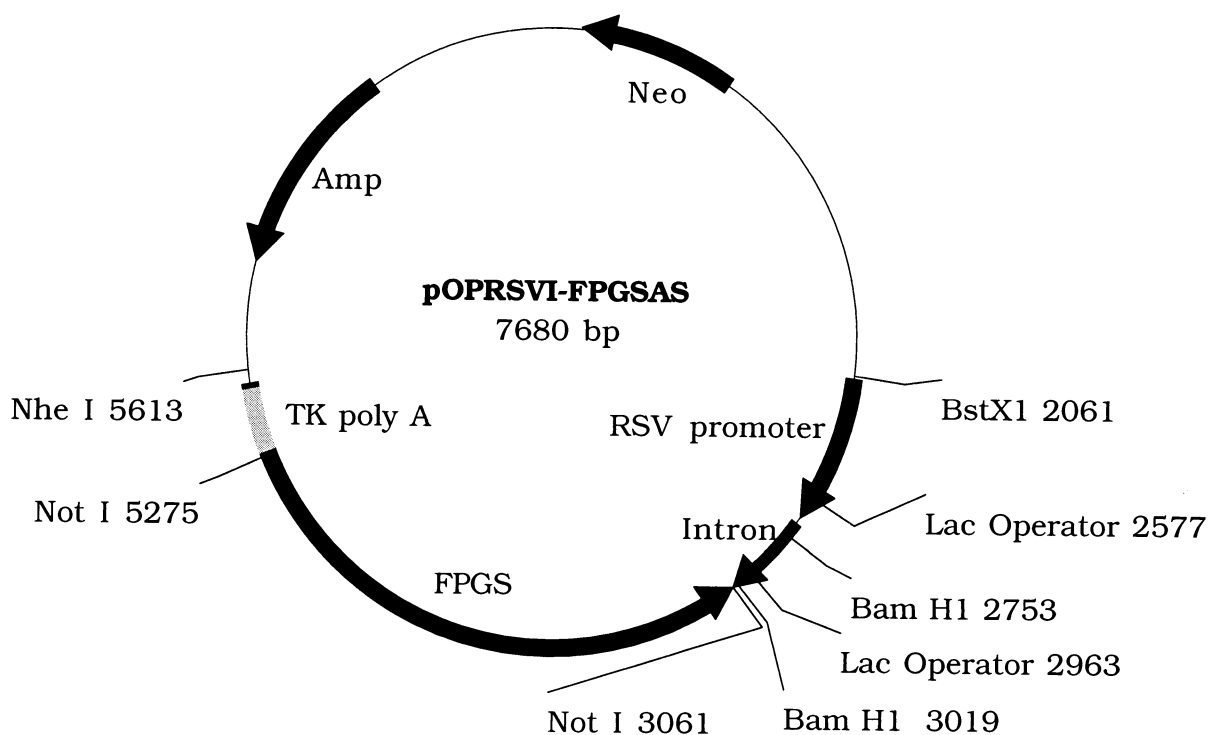 Neo
Amp
pOPRSVI-FPGSAS
7680 bp
Nhe I 5613
TK poly A
RSV promoter
BstX1 2061
Not I 5275
Intron
Lac Operator 2577
FPGS
Bam H1 2753
Lac Operator 2963
Not I 3061
Bam H1 3019